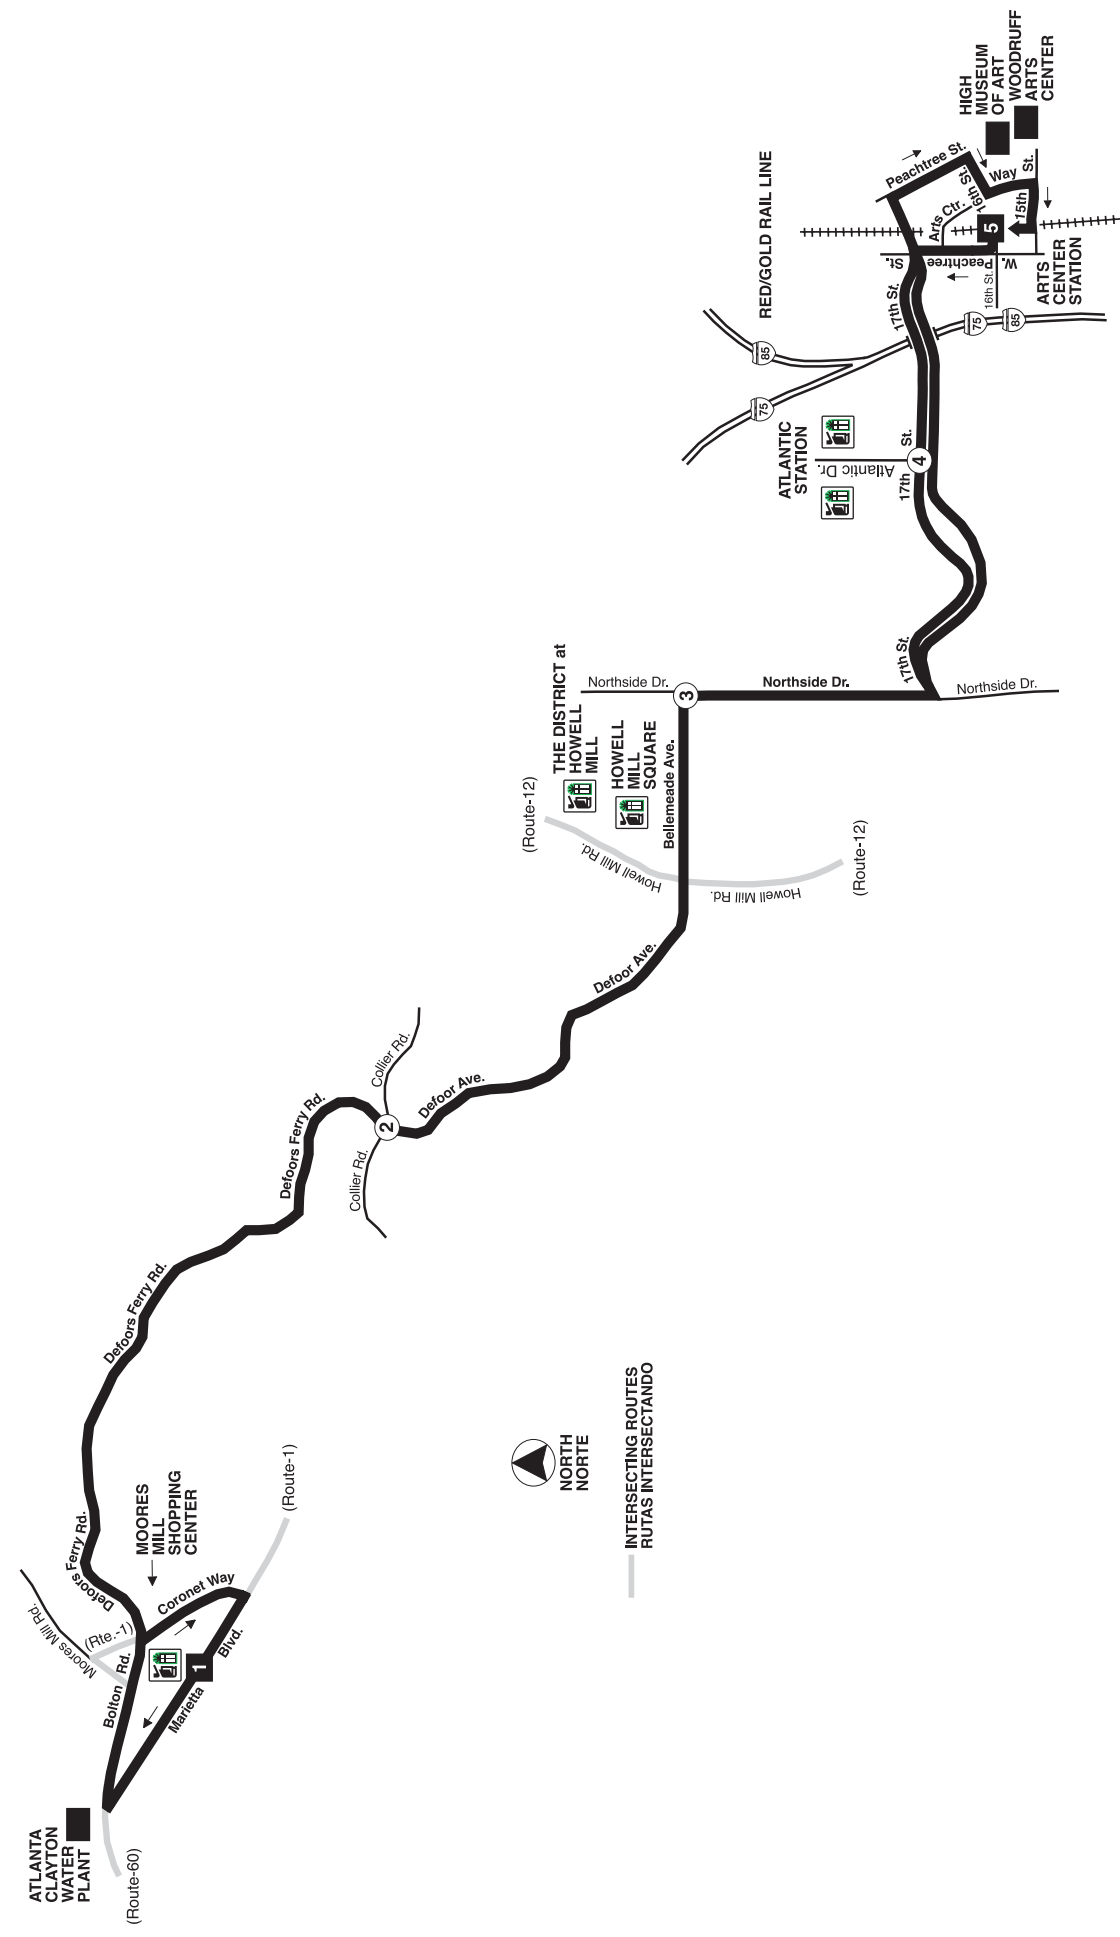 HIGH
MUSEUM
OF ART
WOODRUFF
ARTS
CENTER
RED/GOLD RAIL LINE
Peachtree St.
16th St.
Arts Ctr.
Way
15th
St.
5
ARTS
CENTER
STATION
W.
Peachtree
St.
16th St.
17th St.
85
75
75
85
ATLANTIC
STATION
Atlantic Dr.
17th
St.
4
17th St.
Northside Dr.
Northside Dr.
Northside Dr.
3
THE DISTRICT at
HOWELL
MILL
HOWELL
MILL
SQUARE
Bellemeade Ave.
(Route-12)
Howell Mill Rd.
Howell Mill Rd.
(Route-12)
Defoor Ave.
Defoor Ave.
Collier Rd.
2
Collier Rd.
Defoors Ferry Rd.
Defoors Ferry Rd.
Defoors Ferry Rd.
MOORES
MILL
SHOPPING
CENTER
(Route-1)
Coronet Way
Moores Mill Rd.
(Rte.-1)
Bolton
Rd.
1
Marietta
Blvd.
ATLANTA
CLAYTON
WATER
PLANT
(Route-60)
NORTH
NORTE
INTERSECTING ROUTES
RUTAS INTERSECTANDO